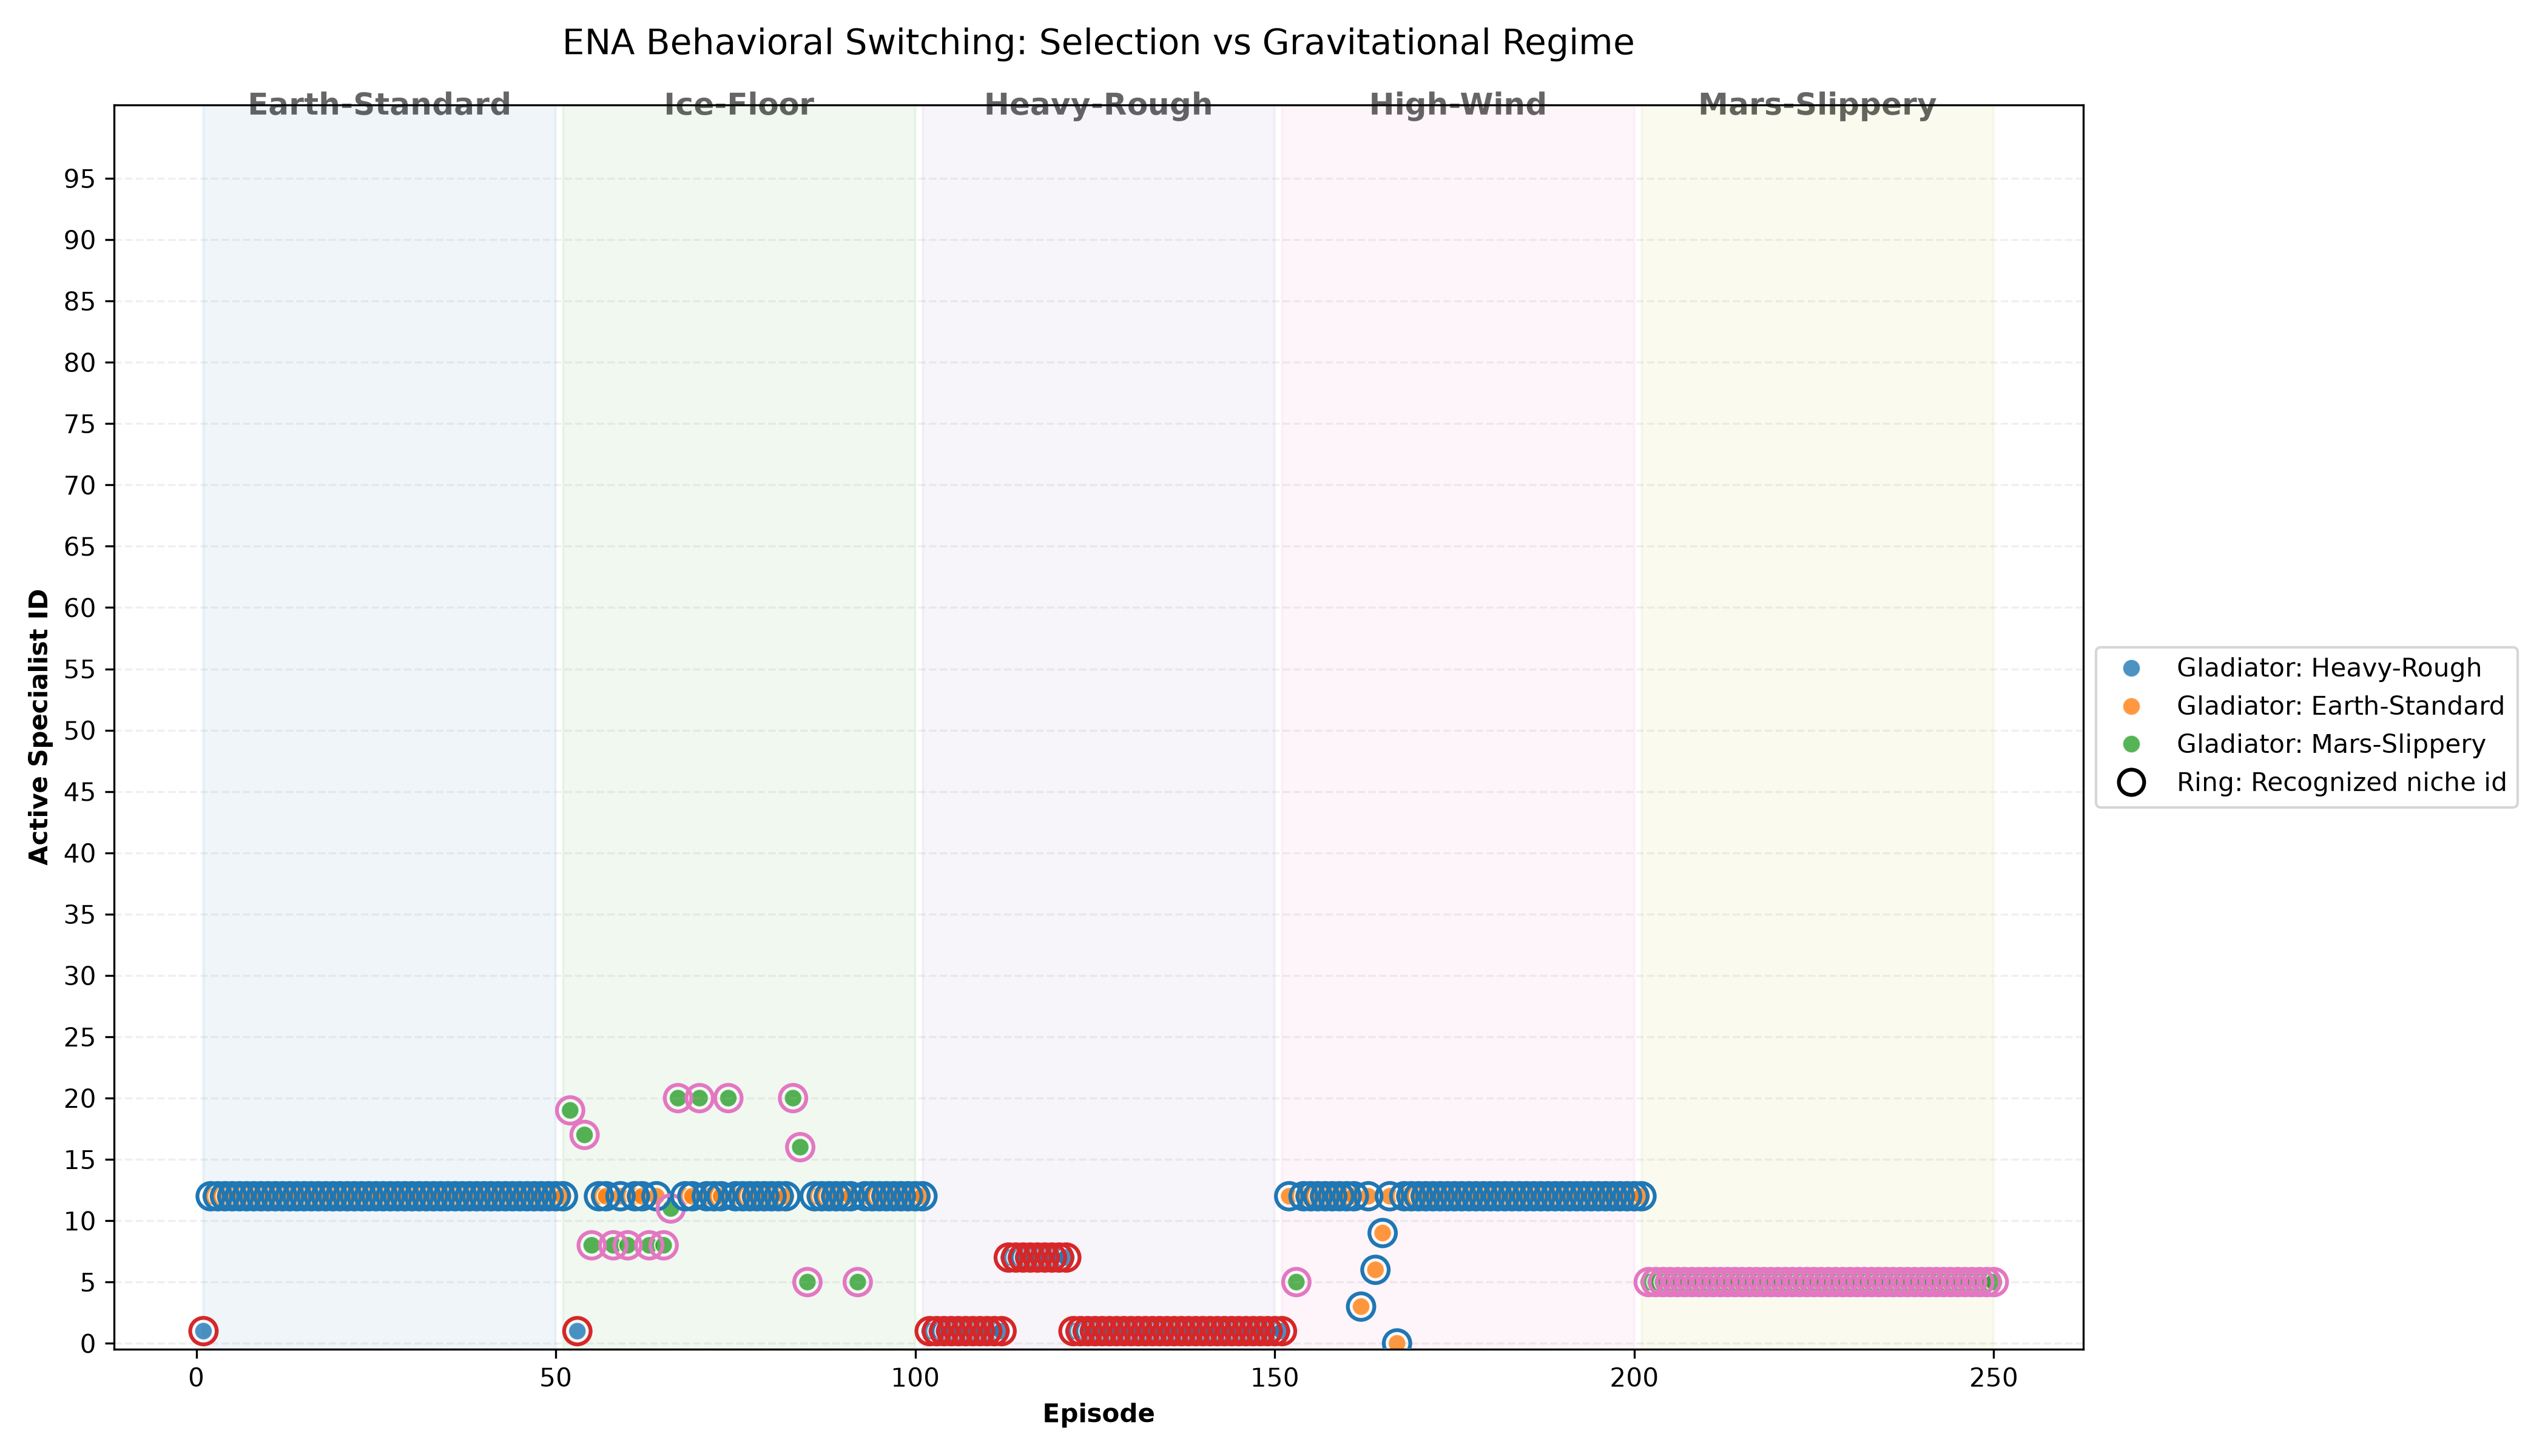 ENA Behavioral Switching: Selection vs Gravitational Regime
Earth-Standard
Ice-Floor
Heavy-Rough
High-Wind
Mars-Slippery
95
90
85
80
75
70
65
60
55
50
45
40
35
30
25
20
15
10
5
0
Active Specialist ID
0
50
100
150
200
250
Episode
Gladiator: Heavy-Rough
Gladiator: Earth-Standard
Gladiator: Mars-Slippery
Ring: Recognized niche id